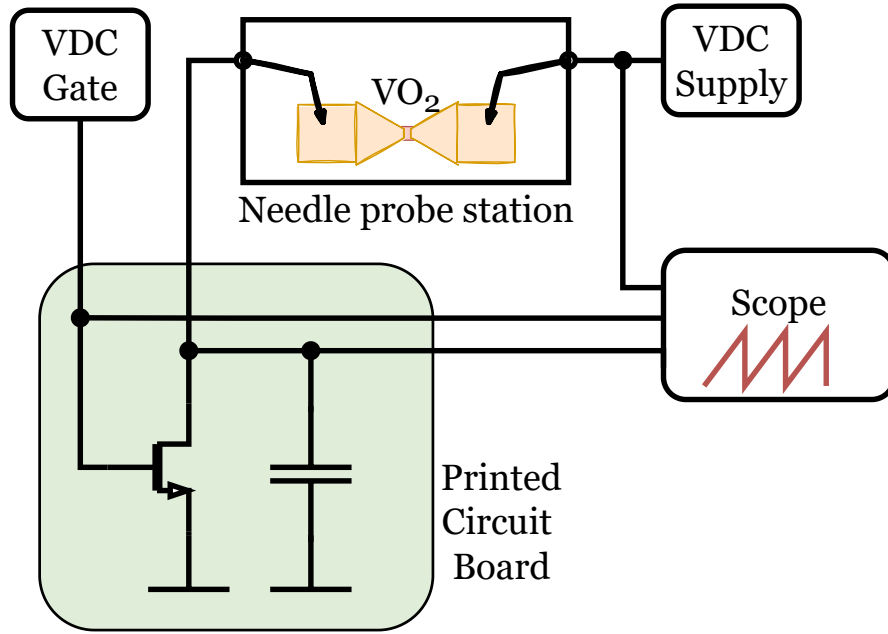 VDC
Gate
VO₂
VDC
Supply
Needle probe station
Scope
Printed
Circuit
Board